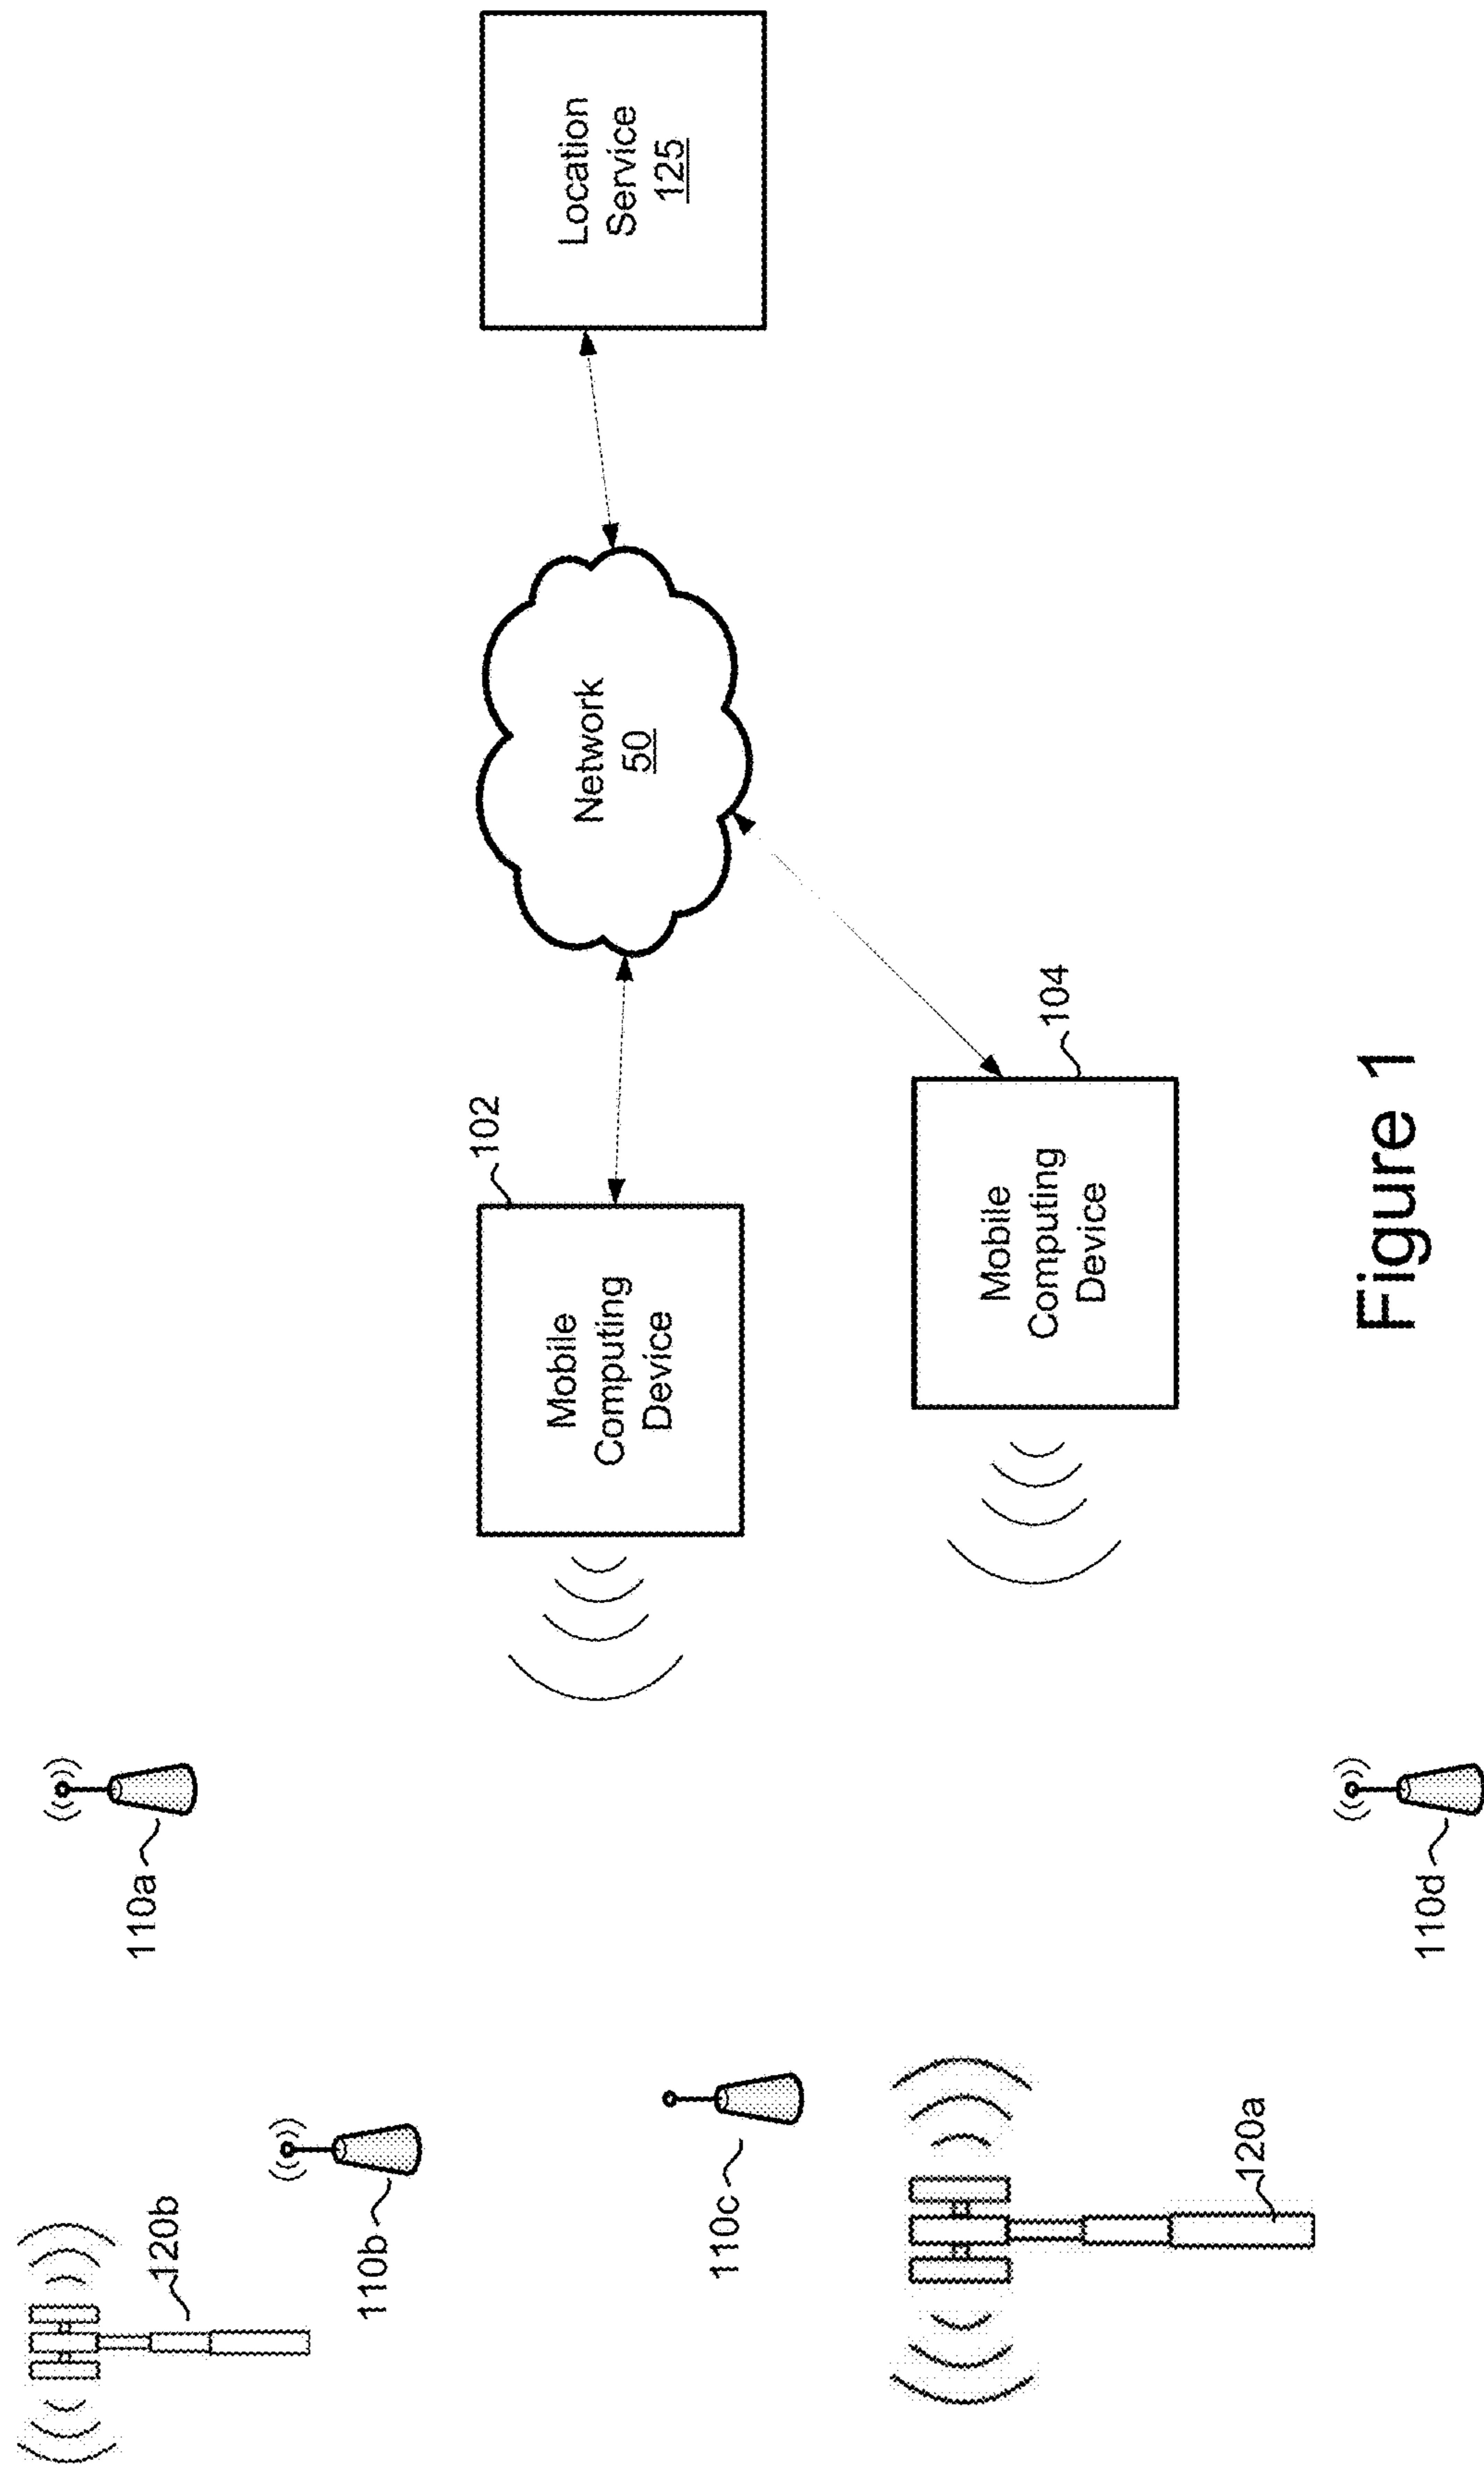 120b
110b
110a
110c
120a
110d
Mobile
Computing
Device
102
Mobile
Computing
Device
104
Network
50
Location
Service
125
Figure 1